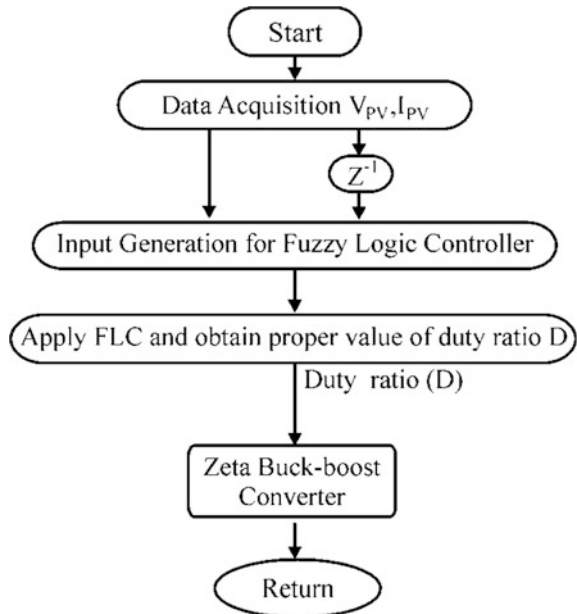 Start
Data Acquisition V_PV,I_PV
Z^-1
Input Generation for Fuzzy Logic Controller
Apply FLC and obtain proper value of duty ratio D
Duty ratio (D)
Zeta Buck-boost
Converter
Return